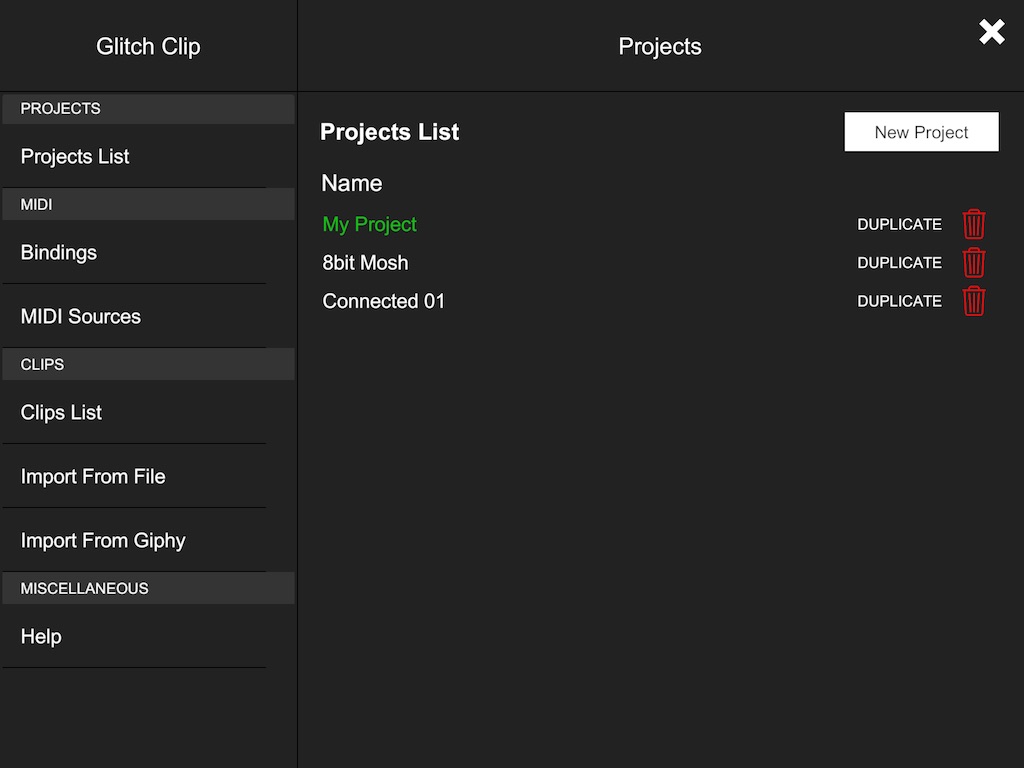 Glitch Clip
Projects
PROJECTS
Projects List
MIDI
Bindings
MIDI Sources
CLIPS
Clips List
Import From File
Import From Giphy
MISCELLANEOUS
Help
Projects List
New Project
Name
My Project DUPLICATE
8bit Mosh DUPLICATE
Connected 01 DUPLICATE